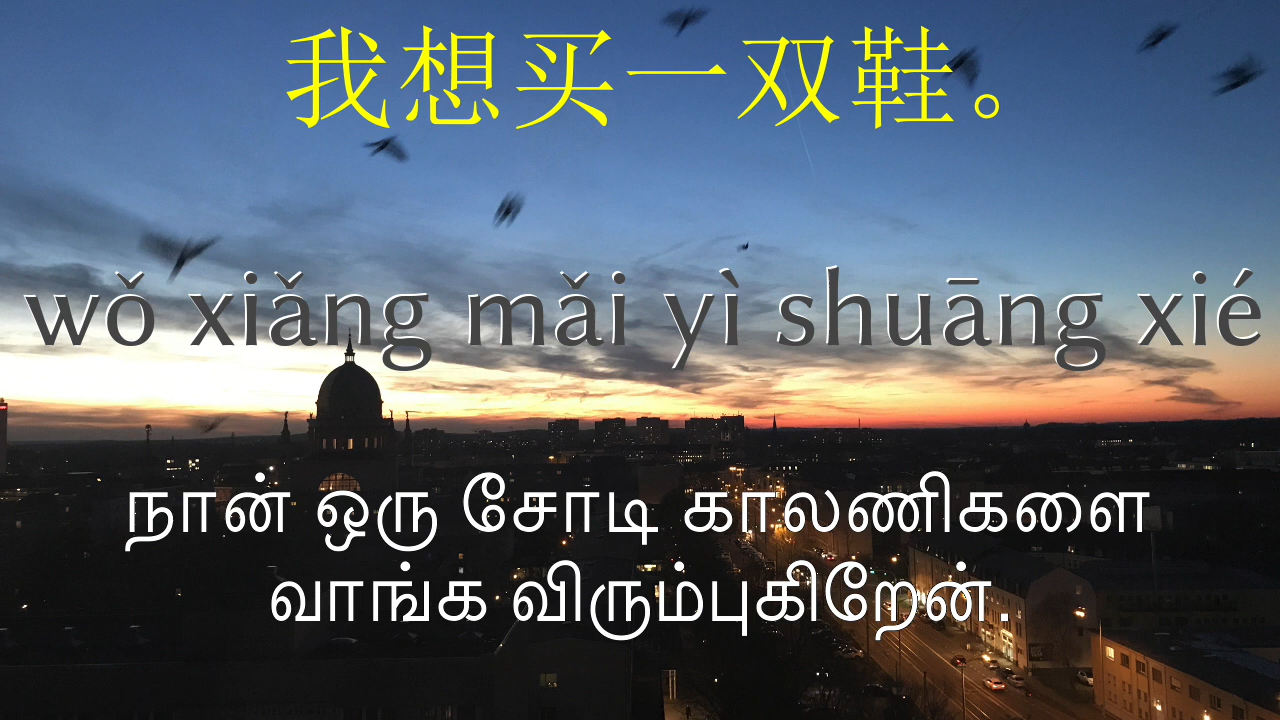 我想买一双鞋。
wǒ xiǎng mǎi yì shuāng xié
நான் ஒரு சோடி காலணிகளை
வாங்க விரும்புகிறேன்.